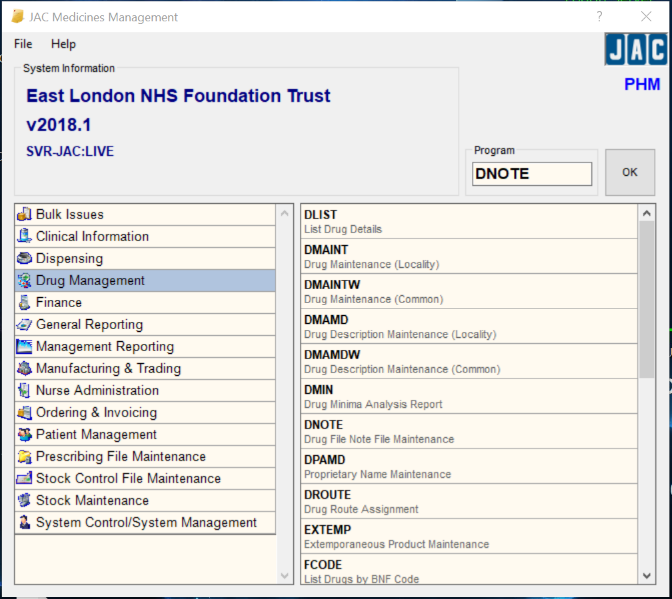 JAC Medicines Management
File Help
JAC
System Information
East London NHS Foundation Trust
v2018.1
SVR-JAC:LIVE
PHM
Program
DNOTE
OK
Bulk Issues
Clinical Information
Dispensing
Drug Management
Finance
General Reporting
Management Reporting
Manufacturing & Trading
Nurse Administration
Ordering & Invoicing
Patient Management
Prescribing File Maintenance
Stock Control File Maintenance
Stock Maintenance
System Control/System Management
DLIST
List Drug Details
DMAINT
Drug Maintenance (Locality)
DMAINTW
Drug Maintenance (Common)
DMAMD
Drug Description Maintenance (Locality)
DMAMDW
Drug Description Maintenance (Common)
DMIN
Drug Minima Analysis Report
DNOTE
Drug File Note File Maintenance
DPAMD
Proprietary Name Maintenance
DROUTE
Drug Route Assignment
EXTEMP
Extemporaneous Product Maintenance
FCODE
List Drugs by BNF Code